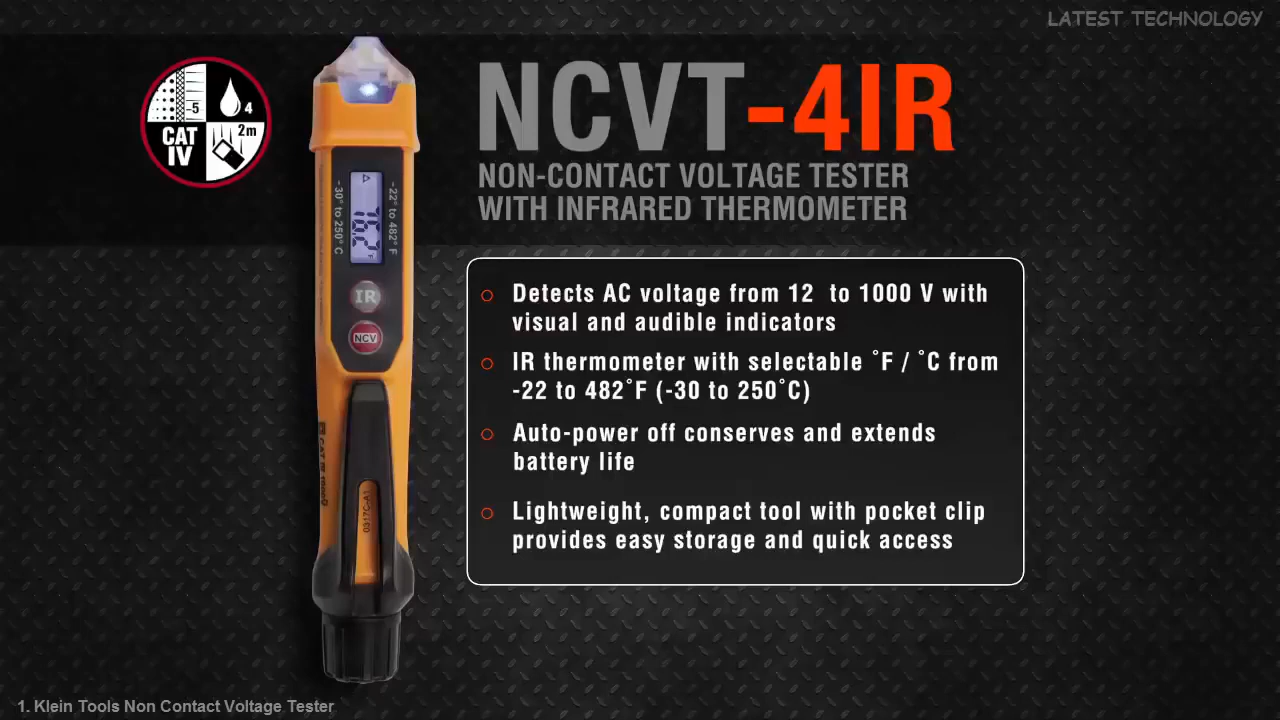 LATEST TECHNOLOGY
-5
4
CAT
IV
2m
NCVT-4IR
NON-CONTACT VOLTAGE TESTER
WITH INFRARED THERMOMETER
-30° to 250° C
-22° to 482° F
IR
NCV
Detects AC voltage from 12 to 1000 V with
visual and audible indicators
IR thermometer with selectable ˚F / ˚C from
-22 to 482˚F (-30 to 250˚C)
Auto-power off conserves and extends
battery life
Lightweight, compact tool with pocket clip
provides easy storage and quick access
0317C-A1
1. Klein Tools Non Contact Voltage Tester